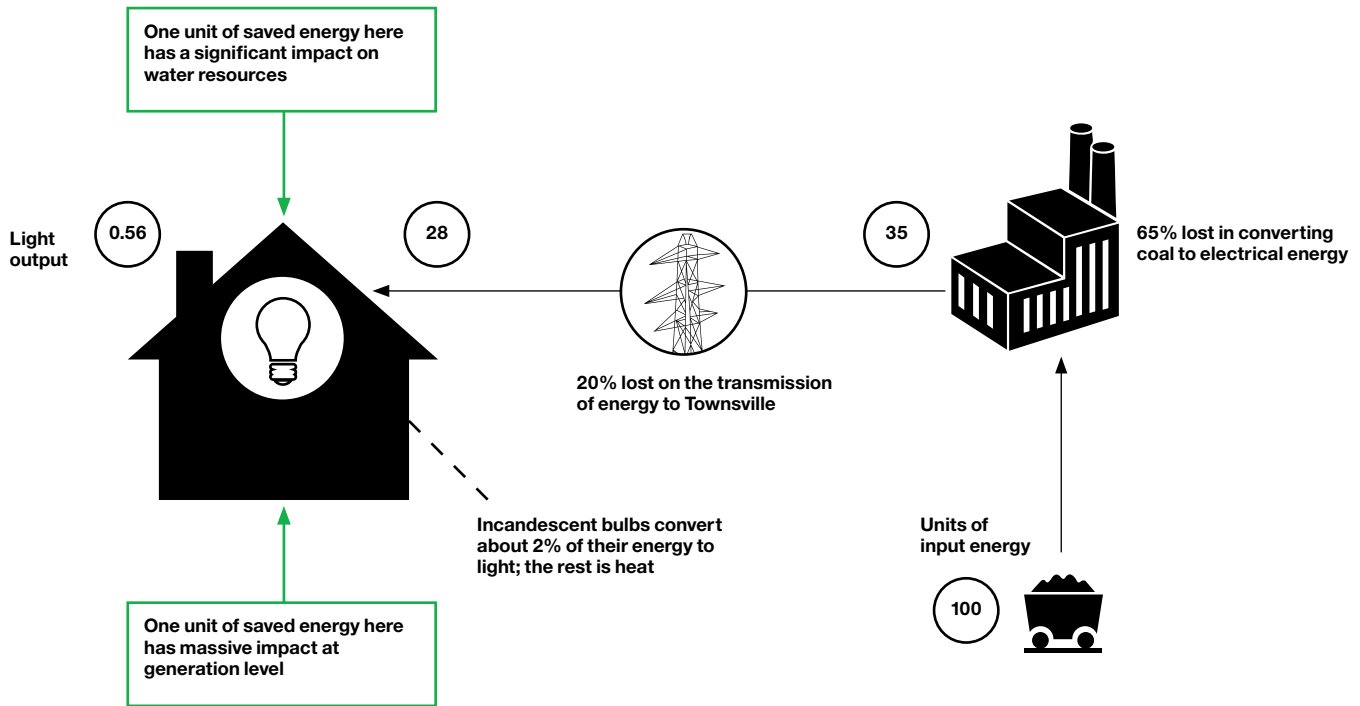 One unit of saved energy here
has a significant impact on
water resources
Light
output
0.56
28
35
65% lost in converting
coal to electrical energy
20% lost on the transmission
of energy to Townsville
Incandescent bulbs convert
about 2% of their energy to
light; the rest is heat
Units of
input energy
100
One unit of saved energy here
has massive impact at
generation level